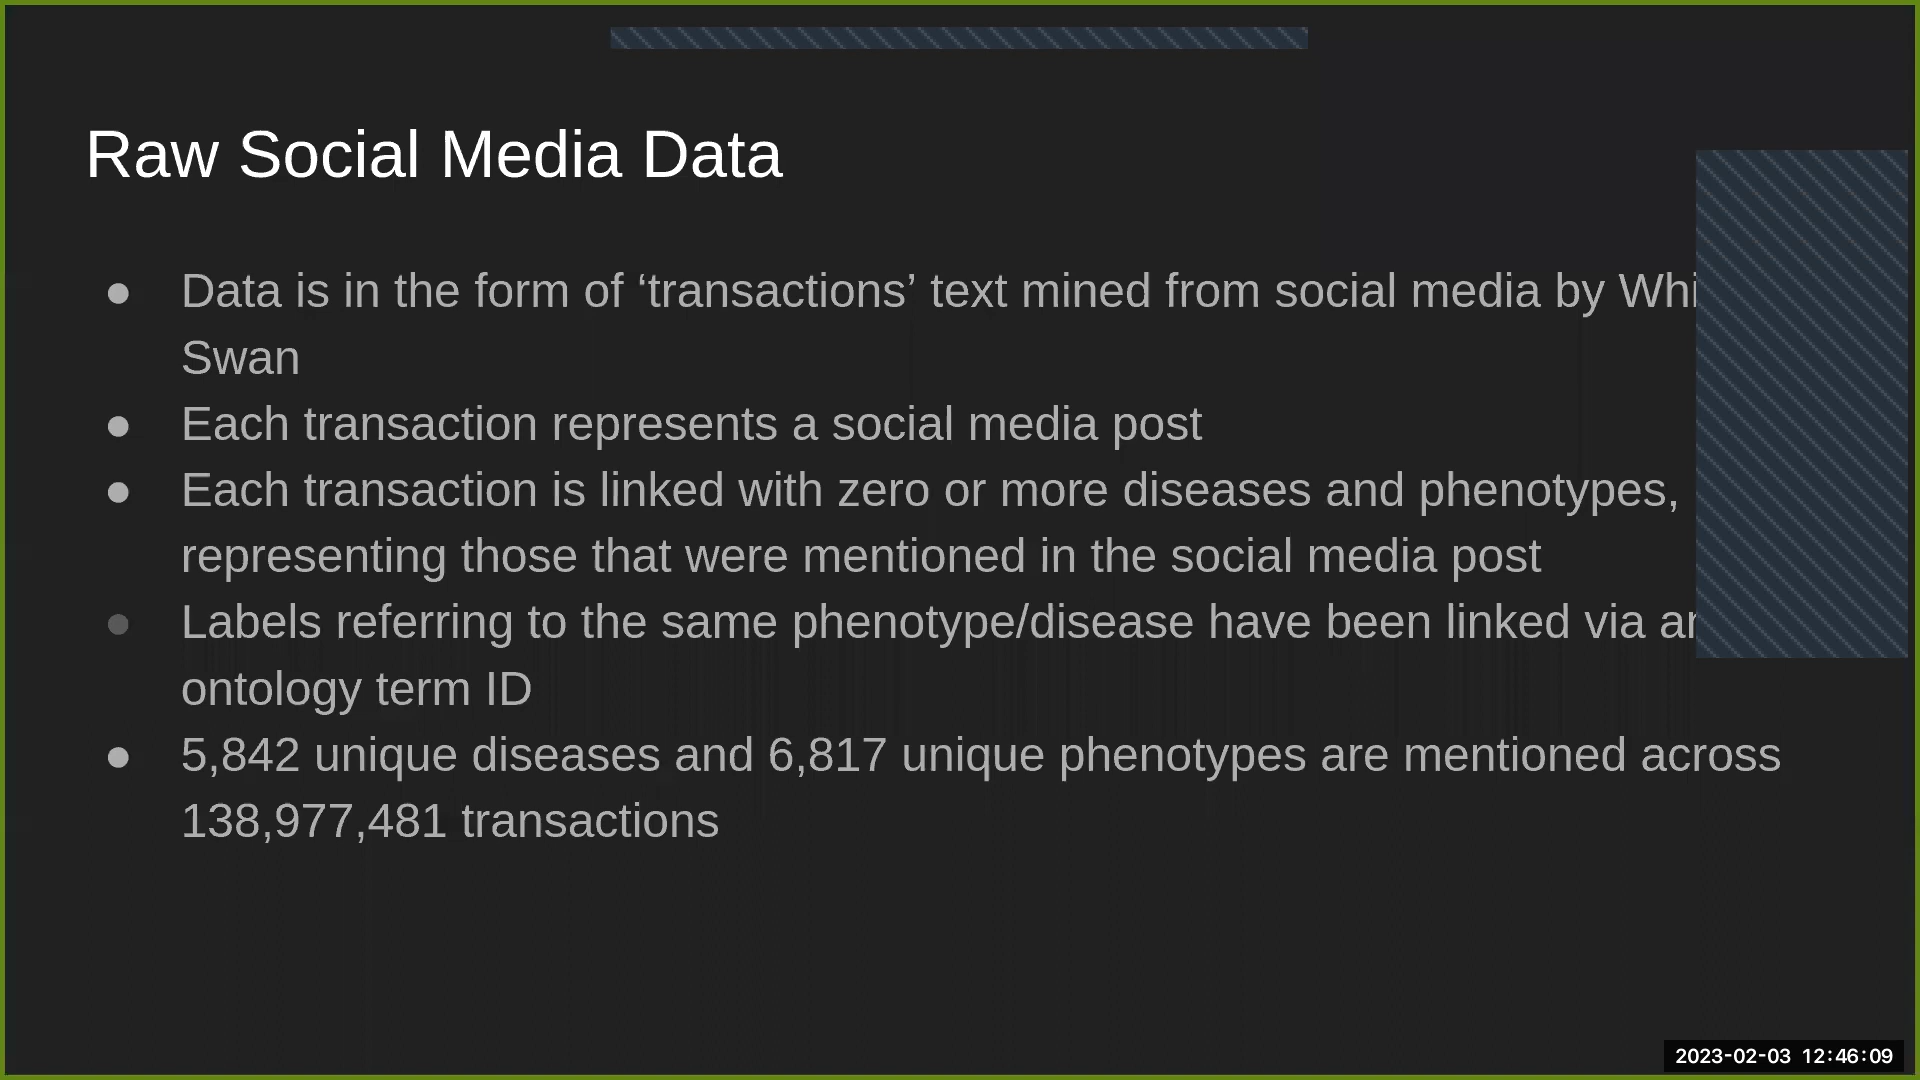 Raw Social Media Data
● Data is in the form of ‘transactions’ text mined from social media by
Swan
● Each transaction represents a social media post
● Each transaction is linked with zero or more diseases and phenotypes,
representing those that were mentioned in the social media post
● Labels referring to the same phenotype/disease have been linked via
ontology term ID
● 5,842 unique diseases and 6,817 unique phenotypes are mentioned across
138,977,481 transactions
2023-02-03 12:46:09